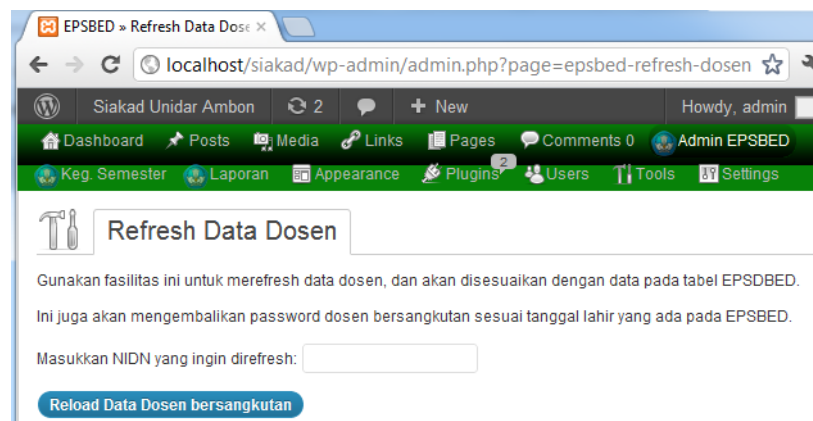 EPSBED » Refresh Data Dose
localhost/siakad/wp-admin/admin.php?page=epsbed-refresh-dosen
Siakad Unidar Ambon 2 + New Howdy, admin
Dashboard Posts Media Links Pages Comments 0 Admin EPSBED
Keg. Semester Laporan Appearance Plugins 2 Users Tools Settings
Refresh Data Dosen
Gunakan fasilitas ini untuk merefresh data dosen, dan akan disesuaikan dengan data pada tabel EPSDBED.
Ini juga akan mengembalikan password dosen bersangkutan sesuai tanggal lahir yang ada pada EPSBED.
Masukkan NIDN yang ingin direfresh:
Reload Data Dosen bersangkutan